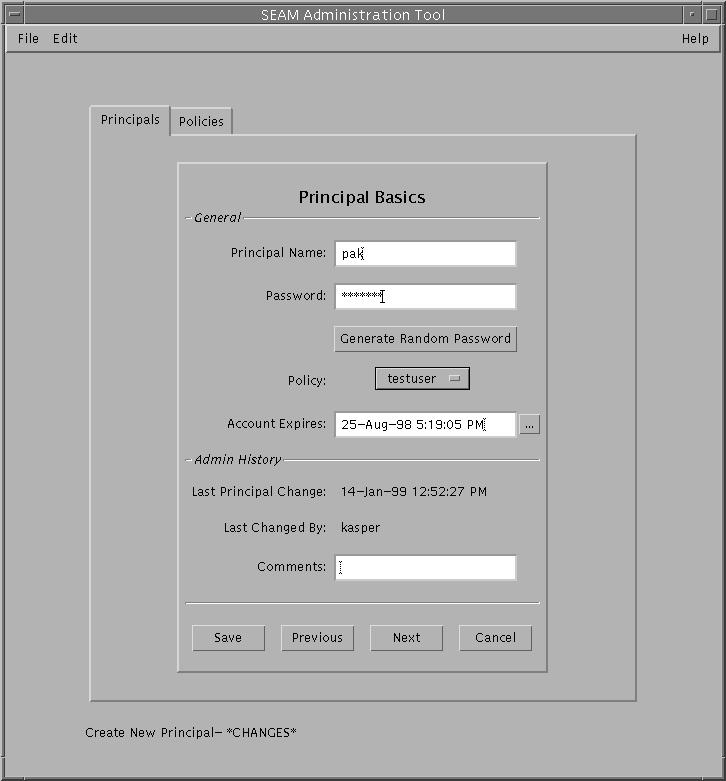 SEAM Administration Tool
File Edit Help
Principals Policies
Principal Basics
General
Principal Name: pak
Password: *******
Generate Random Password
Policy: testuser
Account Expires: 25-Aug-98 5:19:05 PM ...
Admin History
Last Principal Change: 14-Jan-99 12:52:27 PM
Last Changed By: kasper
Comments:
Save Previous Next Cancel
Create New Principal- *CHANGES*